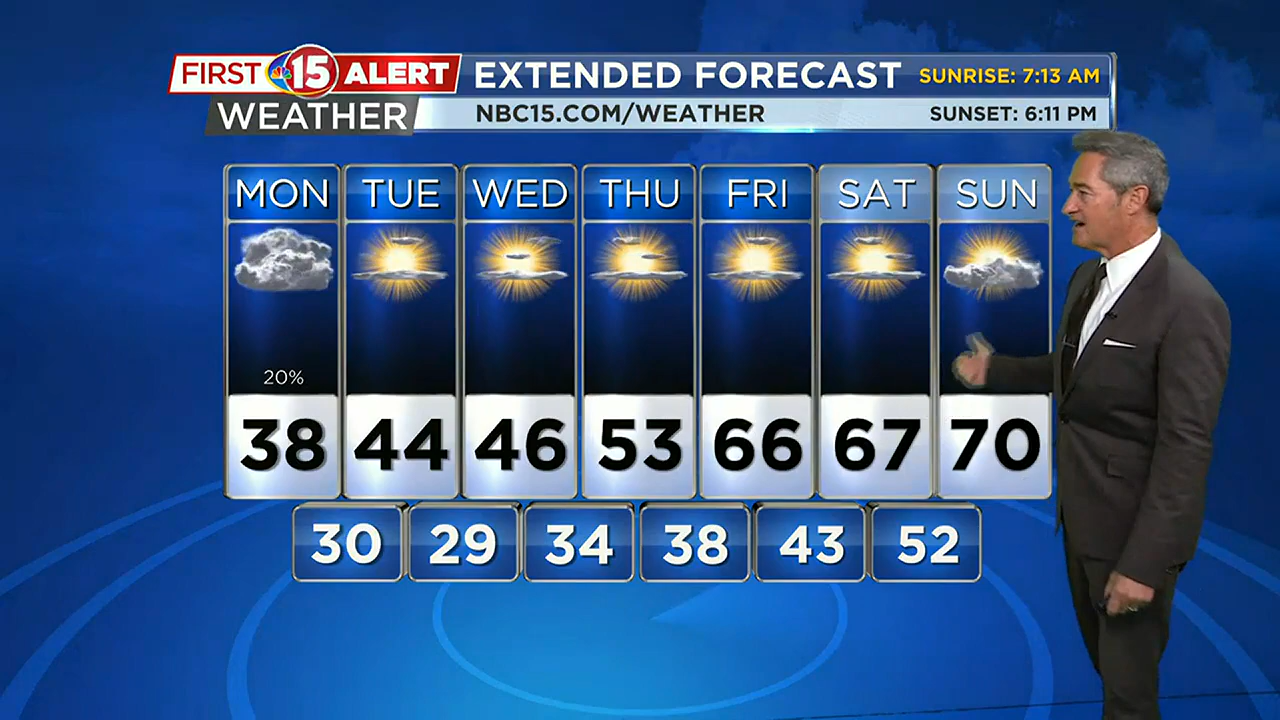 FIRST 15 ALERT
WEATHER
EXTENDED FORECAST
SUNRISE: 7:13 AM
NBC15.COM/WEATHER
SUNSET: 6:11 PM
MON TUE WED THU FRI SAT SUN
20%
38 44 46 53 66 67 70
30 29 34 38 43 52